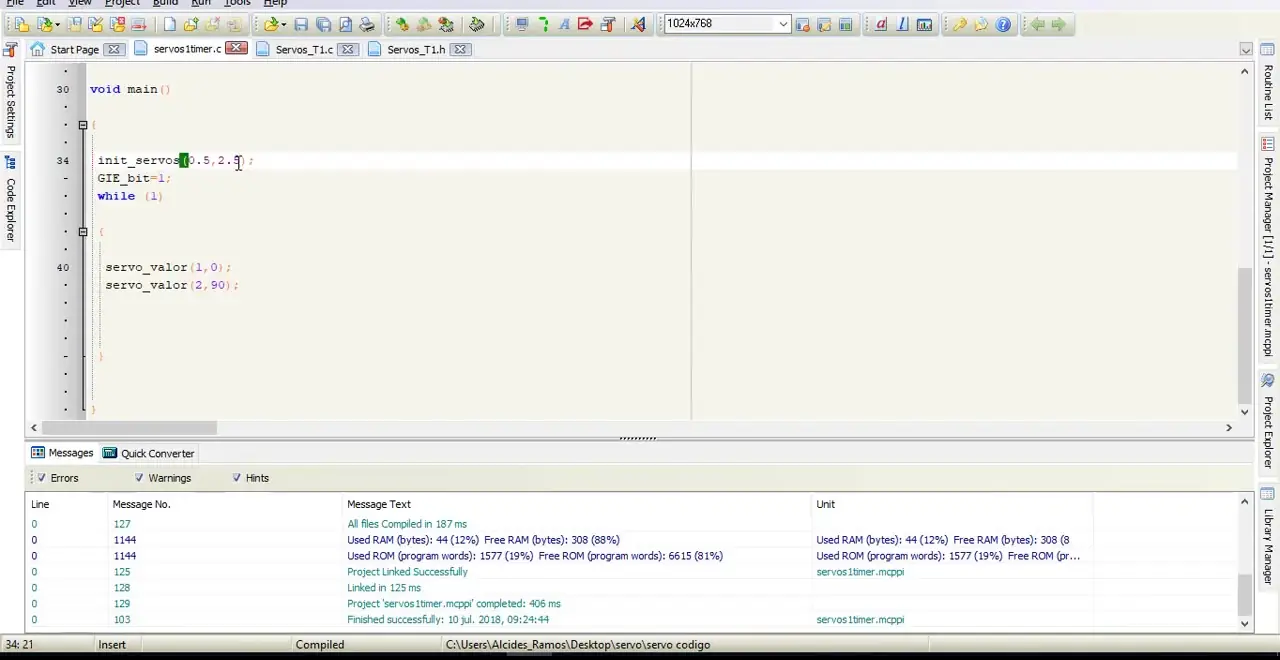 File Edit View Project Build Run Tools Help
1024x768
Start Page servos1timer.c Servos_T1.c Servos_T1.h
Project Settings
Code Explorer
30 void main()
{
34 init_servos(0.5,2.5);
GIE_bit=1;
while (1)
{
40 servo_valor(1,0);
servo_valor(2,90);
}
}
Routine List
Project Manager [1/1] - servos1timer.mcppi
Project Explorer
Library Manager
Messages Quick Converter
Errors Warnings Hints
Line Message No. Message Text Unit
0 127 All files Compiled in 187 ms
0 1144 Used RAM (bytes): 44 (12%) Free RAM (bytes): 308 (88%) Used RAM (bytes): 44 (12%) Free RAM (bytes): 308 (8
0 1144 Used ROM (program words): 1577 (19%) Free ROM (program words): 6615 (81%) Used ROM (program words): 1577 (19%) Free ROM (pr...
0 125 Project Linked Successfully servos1timer.mcppi
0 128 Linked in 125 ms
0 129 Project 'servos1timer.mcppi' completed: 406 ms
0 103 Finished successfully: 10 jul. 2018, 09:24:44 servos1timer.mcppi
34: 21 Insert Compiled C:\Users\Alcides_Ramos\Desktop\servo\servo codigo